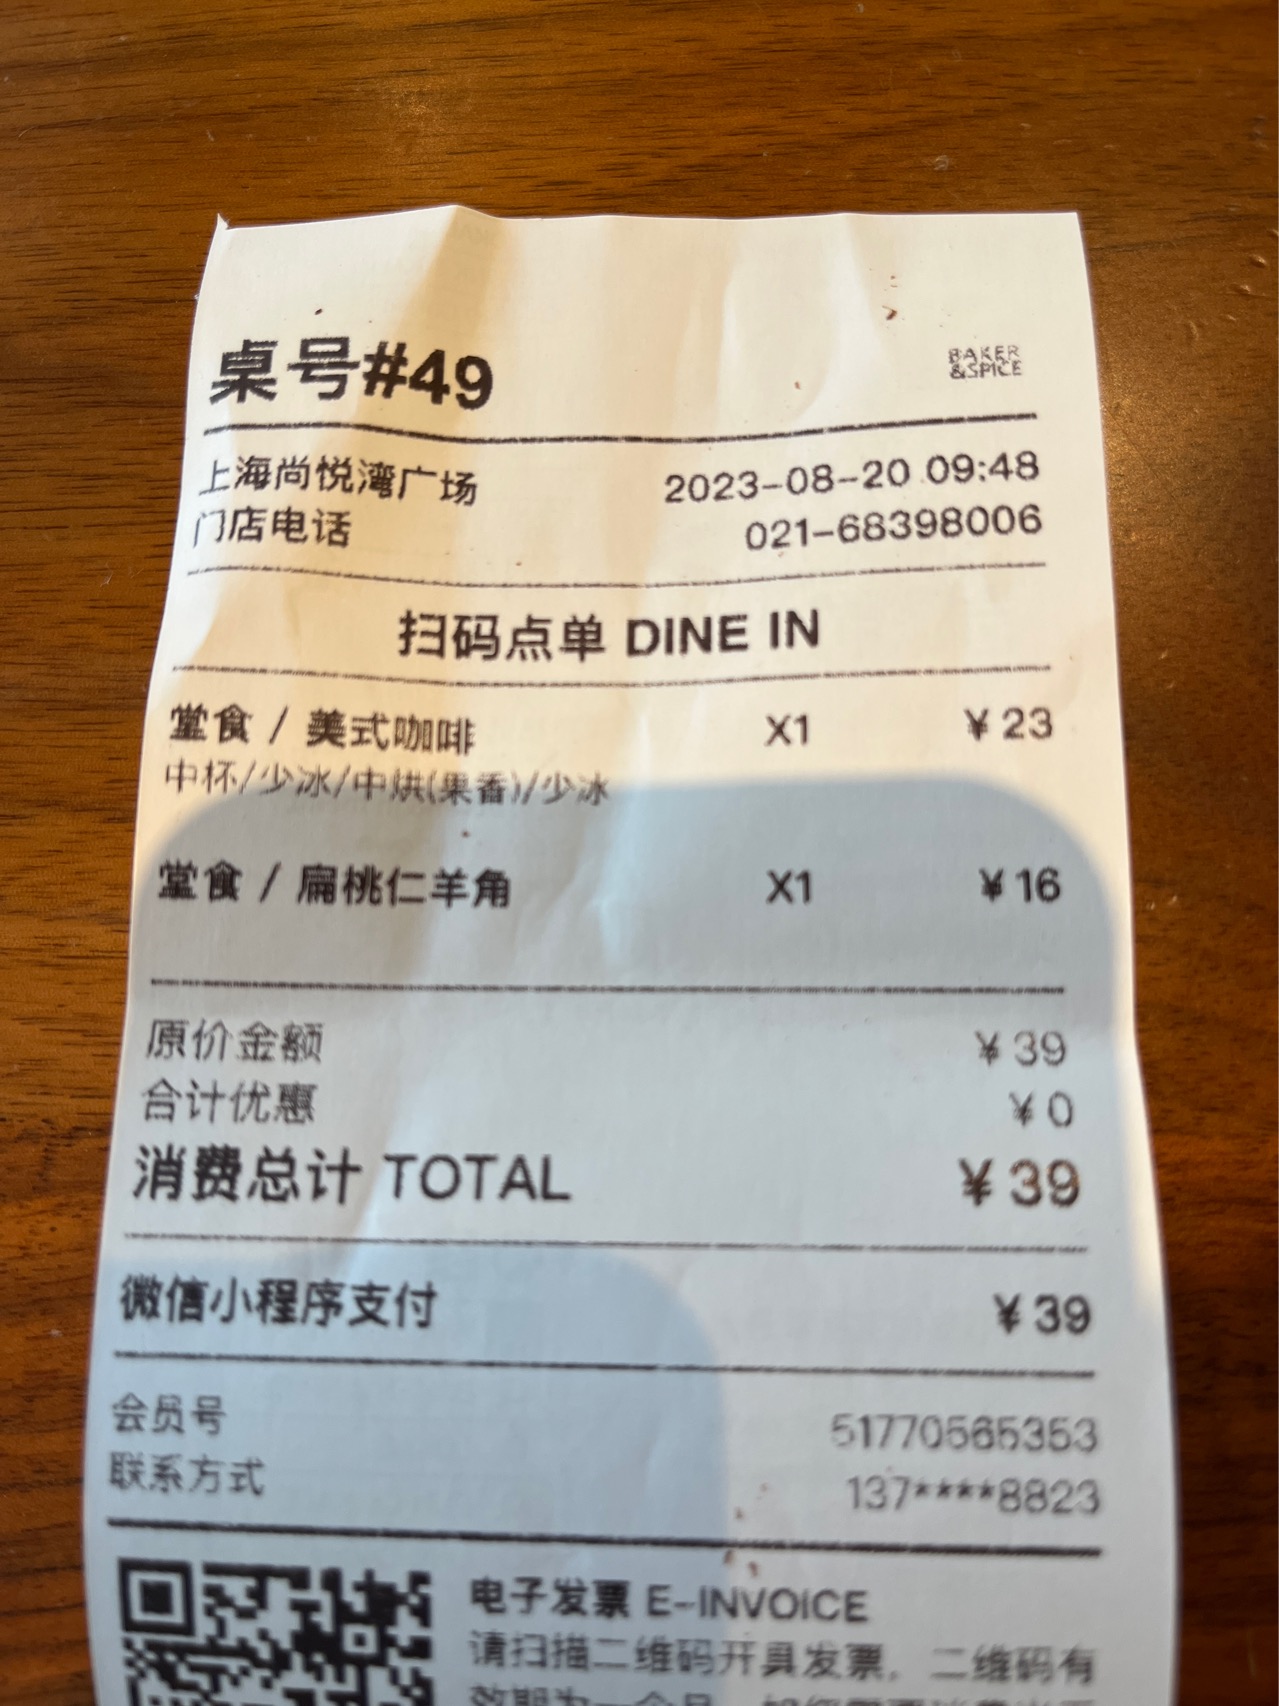 桌号#49
BAKER
&SPICE
上海尚悦湾广场 2023-08-20 09:48
门店电话 021-68398006
扫码点单 DINE IN
堂食 / 美式咖啡 X1 ¥23
中杯/少冰/中烘(果香)/少冰
堂食 / 扁桃仁羊角 X1 ¥16
原价金额 ¥39
合计优惠 ¥0
消费总计 TOTAL ¥39
微信小程序支付 ¥39
会员号 51770565353
联系方式 137****8823
电子发票 E-INVOICE
请扫描二维码开具发票，二维码有